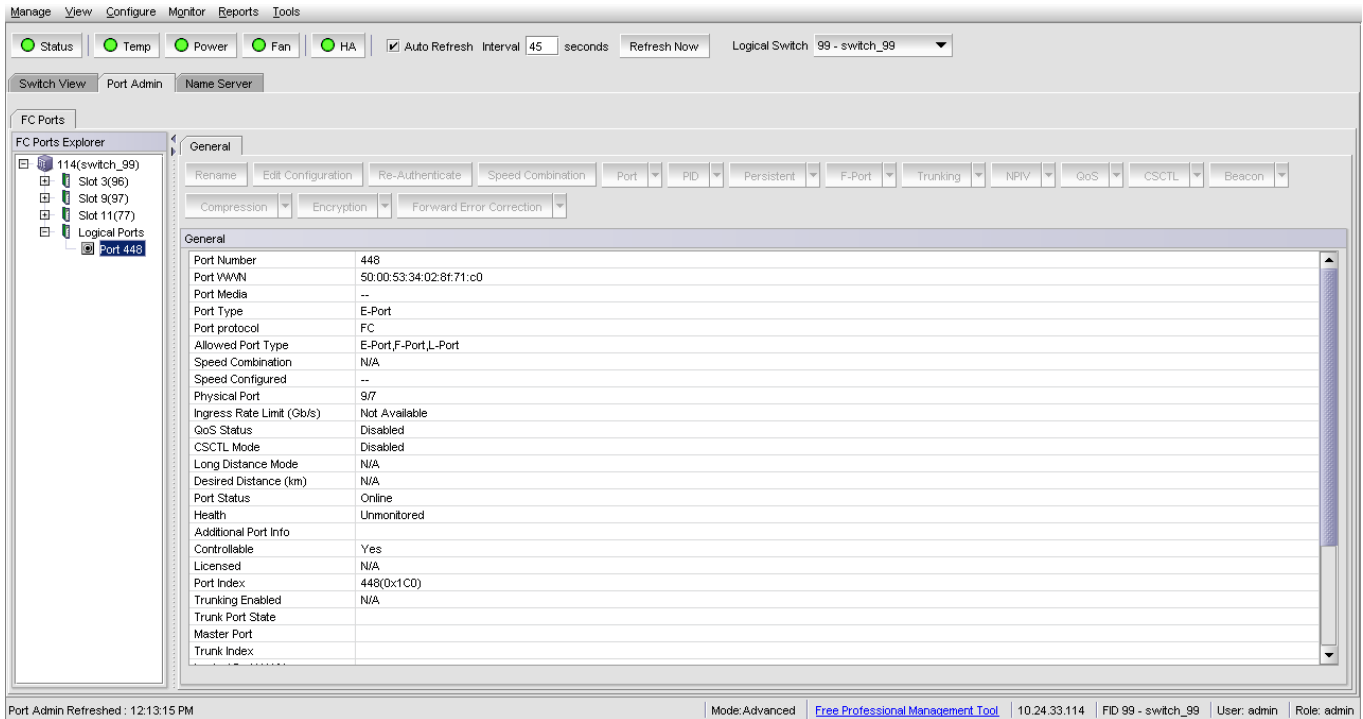 Manage View Configure Monitor Reports Tools
Status Temp Power Fan HA Auto Refresh Interval 45 seconds Refresh Now Logical Switch 99 - switch_99
Switch View Port Admin Name Server
FC Ports
FC Ports Explorer
114(switch_99)
Slot 3(96)
Slot 9(97)
Slot 11(77)
Logical Ports
Port 448
General
Rename Edit Configuration Re-Authenticate Speed Combination Port PID Persistent F-Port Trunking NPIV QoS CSCTL Beacon
Compression Encryption Forward Error Correction
General
Port Number 448
Port WWN 50:00:53:34:02:8f:71:c0
Port Media --
Port Type E-Port
Port protocol FC
Allowed Port Type E-Port,F-Port,L-Port
Speed Combination N/A
Speed Configured --
Physical Port 9/7
Ingress Rate Limit (Gb/s) Not Available
QoS Status Disabled
CSCTL Mode Disabled
Long Distance Mode N/A
Desired Distance (km) N/A
Port Status Online
Health Unmonitored
Additional Port Info
Controllable Yes
Licensed N/A
Port Index 448(0x1C0)
Trunking Enabled N/A
Trunk Port State
Master Port
Trunk Index
Port Admin Refreshed : 12:13:15 PM Mode:Advanced Free Professional Management Tool 10.24.33.114 FID 99 - switch_99 User: admin Role: admin